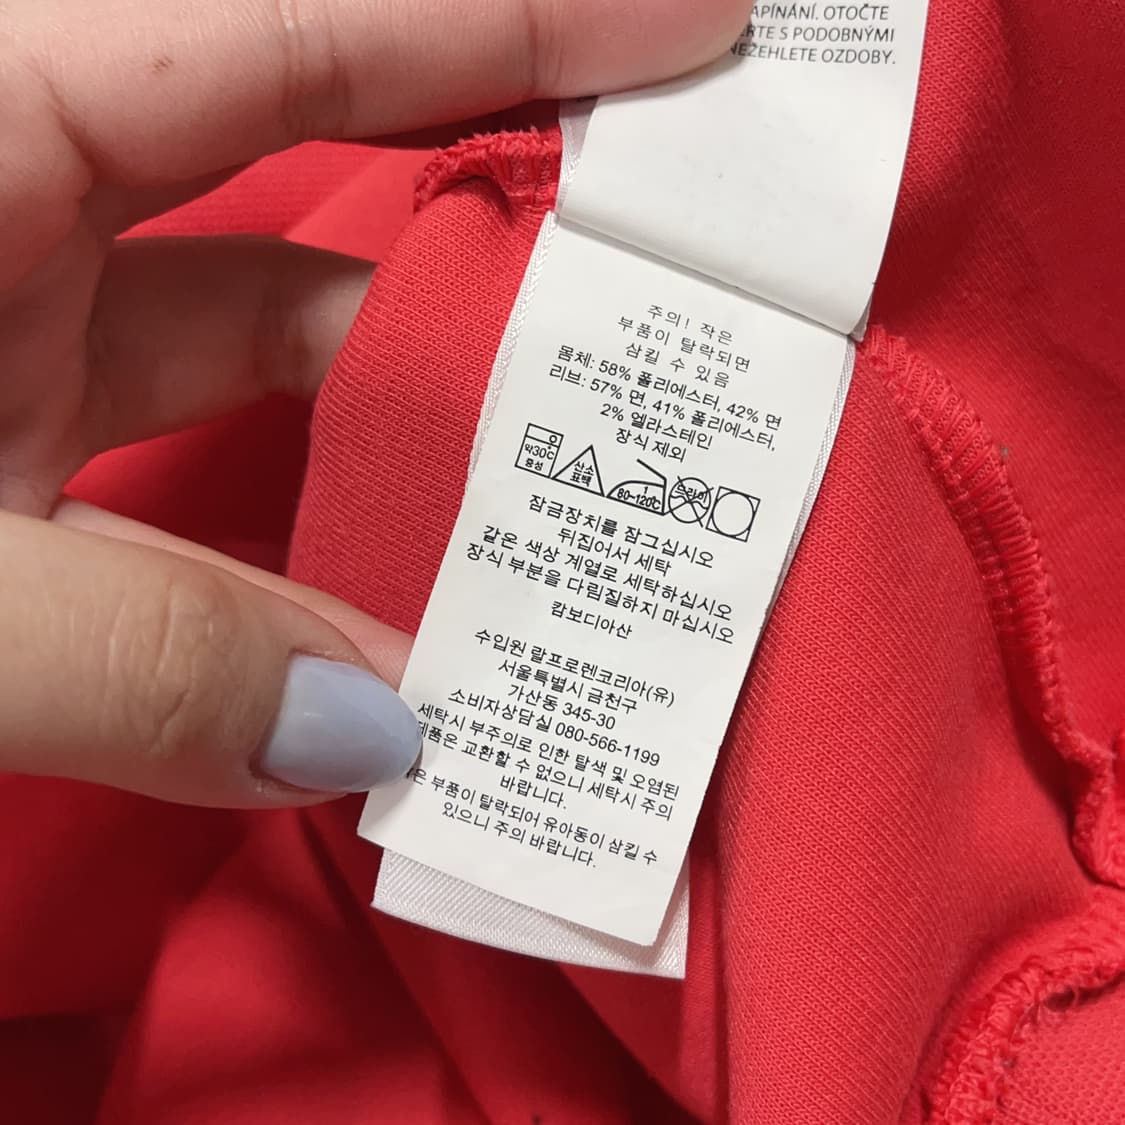 APÍNÁNÍ. OTOČTE
S PODOBNÝMI
NEŽEHLETE OZDOBY.
주의! 작은
부품이 탈락되면
삼킬 수 있음
몸체: 58% 폴리에스터, 42% 면
리브: 57% 면, 41% 폴리에스터,
2% 엘라스테인
장식 제외
약30℃
중성
산소
표백
1
80~120℃
드라이
잠금장치를 잠그십시오
뒤집어서 세탁
같은 색상 계열로 세탁하십시오
장식 부분을 다림질하지 마십시오
캄보디아산
수입원 랄프로렌코리아(유)
서울특별시 금천구
가산동 345-30
소비자상담실 080-566-1199
세탁시 부주의로 인한 탈색 및 오염된
제품은 교환할 수 없으니 세탁시 주의
바랍니다.
부품이 탈락되어 유아동이 삼킬 수
있으니 주의 바랍니다.